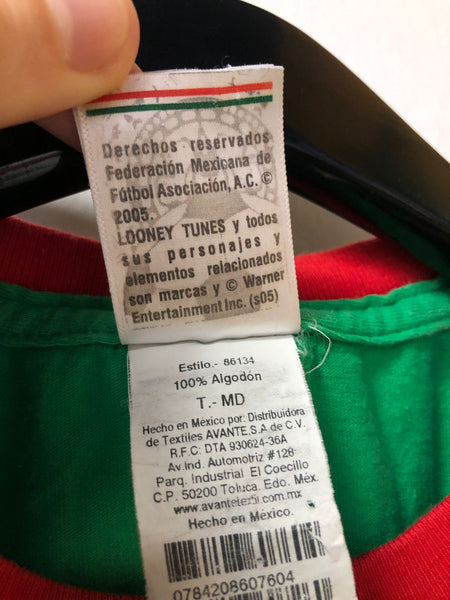 Derechos reservados
Federación Mexicana de
Fútbol Asociación, A.C. ©
2005.
LOONEY TUNES y todos
sus personajes y
elementos relacionados
son marcas y © Warner
Entertainment Inc. (s05)
Estilo.- 86134
100% Algodón
T.- MD
Hecho en México por: Distribuidora
de Textiles AVANTE,S.A de C.V.
R.F.C: DTA 930624-36A
Av.Ind. Automotriz #128
Parq. Industrial El Coecillo
C.P. 50200 Toluca. Edo. Méx.
www.avantetextil.com.mx
Hecho en México.
0784208607604